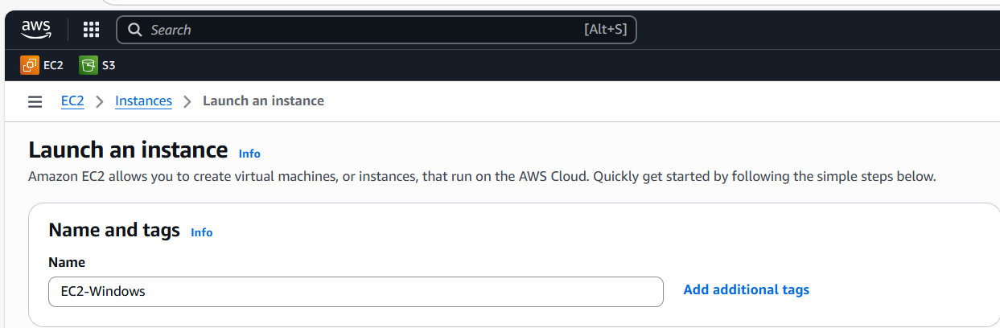 aws
Search [Alt+S]
EC2 S3
EC2 > Instances > Launch an instance
Launch an instance Info
Amazon EC2 allows you to create virtual machines, or instances, that run on the AWS Cloud. Quickly get started by following the simple steps below.
Name and tags Info
Name
EC2-Windows Add additional tags